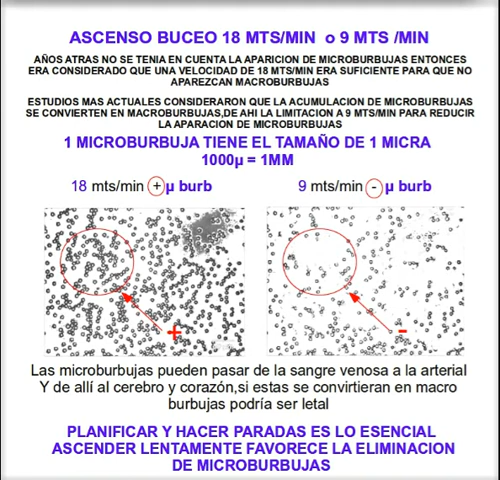 ASCENSO BUCEO 18 MTS/MIN o 9 MTS /MIN
AÑOS ATRAS NO SE TENIA EN CUENTA LA APARICION DE MICROBURBUJAS ENTONCES
ERA CONSIDERADO QUE UNA VELOCIDAD DE 18 MTS/MIN ERA SUFICIENTE PARA QUE NO
APAREZCAN MACROBURBUJAS
ESTUDIOS MAS ACTUALES CONSIDERARON QUE LA ACUMULACION DE MICROBURBUJAS
SE CONVIERTEN EN MACROBURBUJAS,DE AHI LA LIMITACION A 9 MTS/MIN PARA REDUCIR
LA APARACION DE MICROBURBUJAS
1 MICROBURBUJA TIENE EL TAMAÑO DE 1 MICRA
1000µ = 1MM
18 mts/min + µ burb
9 mts/min - µ burb
+
-
Las microburbujas pueden pasar de la sangre venosa a la arterial
Y de allí al cerebro y corazón,si estas se convirtieran en macro
burbujas podría ser letal
PLANIFICAR Y HACER PARADAS ES LO ESENCIAL
ASCENDER LENTAMENTE FAVORECE LA ELIMINACION
DE MICROBURBUJAS